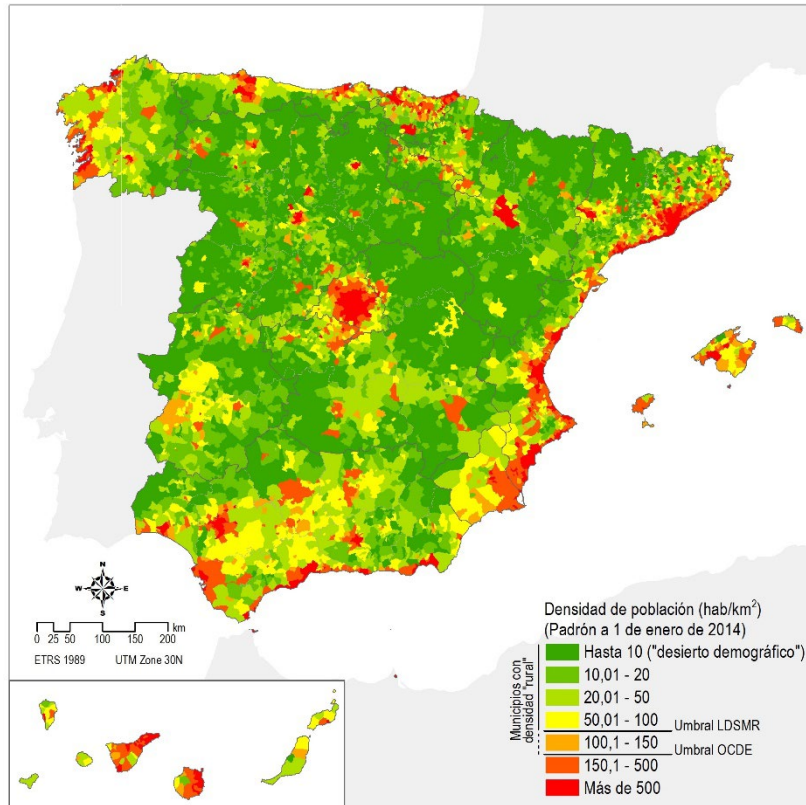 N
W E
S
0 25 50 100 150 200
km
ETRS 1989 UTM Zone 30N
Densidad de población (hab/km²)
(Padrón a 1 de enero de 2014)
Municipios con
densidad "rural"
Hasta 10 ("desierto demográfico")
10,01 - 20
20,01 - 50
50,01 - 100
Umbral LDSMR
100,1 - 150
Umbral OCDE
150,1 - 500
Más de 500